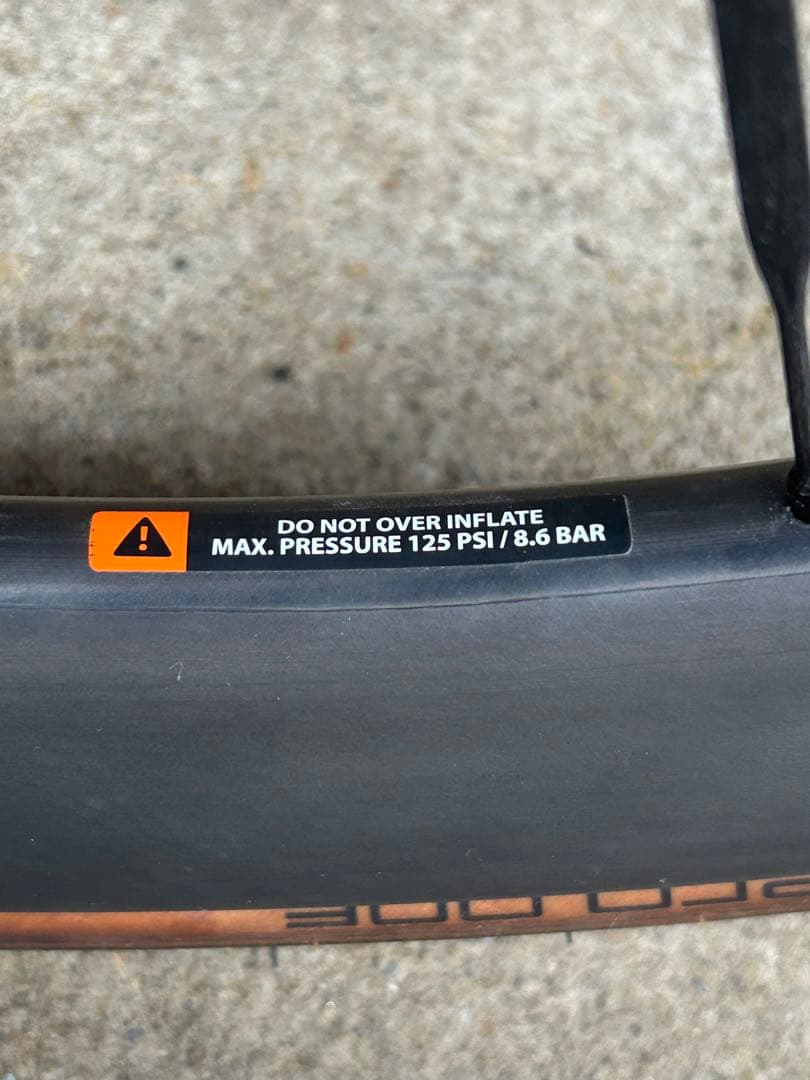 DO NOT OVER INFLATE
MAX. PRESSURE 125 PSI / 8.6 BAR